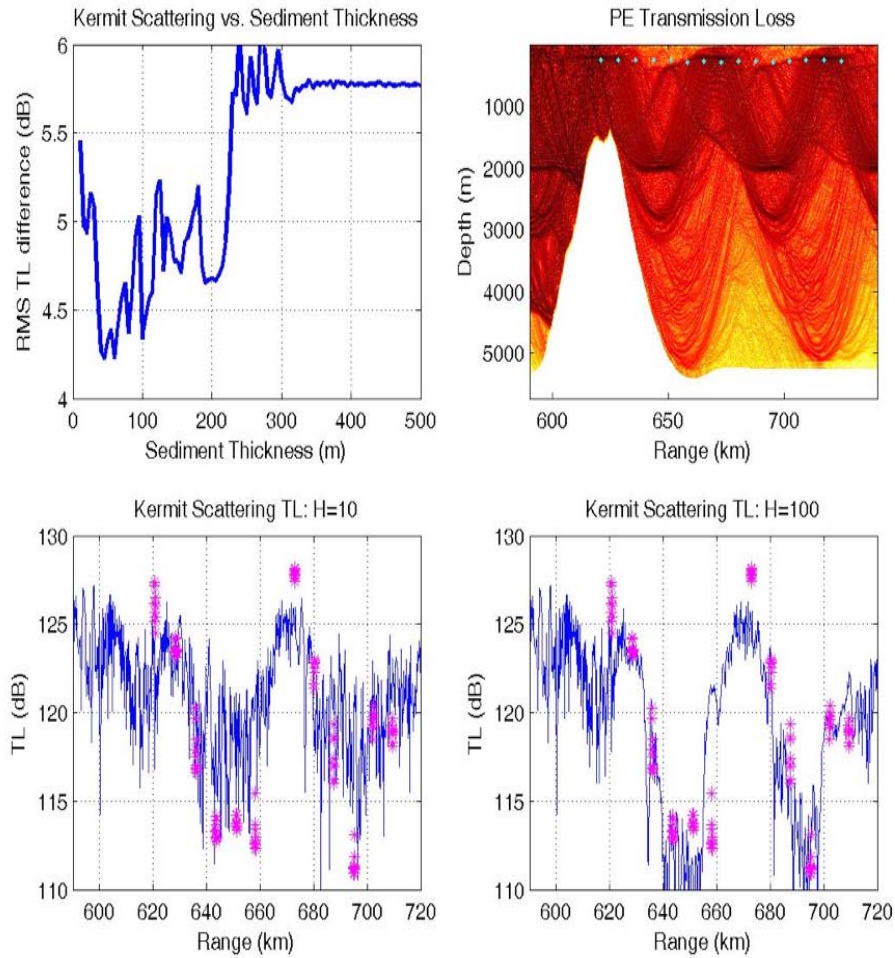 Kermit Scattering vs. Sediment Thickness
6
5.5
5
4.5
4
RMS TL difference (dB)
0 100 200 300 400 500
Sediment Thickness (m)
PE Transmission Loss
1000
2000
3000
4000
5000
Depth (m)
600 650 700
Range (km)
Kermit Scattering TL: H=10
130
125
120
115
110
TL (dB)
600 620 640 660 680 700 720
Range (km)
Kermit Scattering TL: H=100
130
125
120
115
110
TL (dB)
600 620 640 660 680 700 720
Range (km)